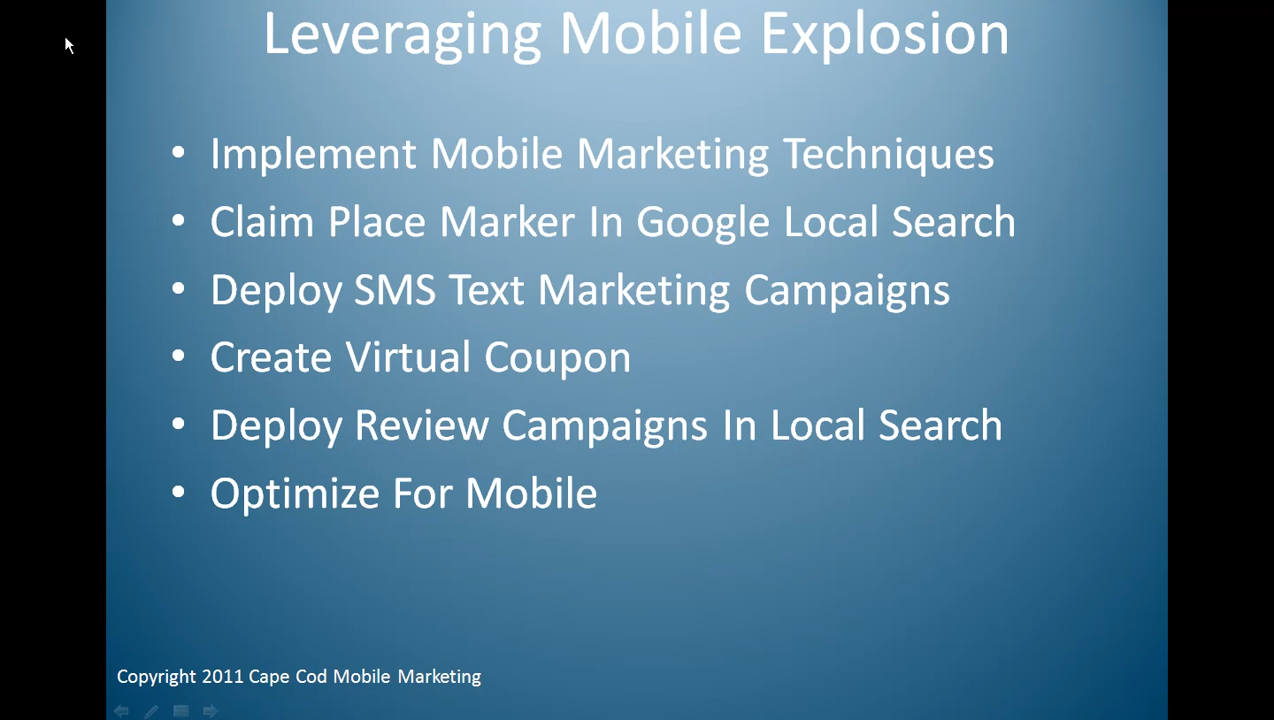 Leveraging Mobile Explosion
• Implement Mobile Marketing Techniques
• Claim Place Marker In Google Local Search
• Deploy SMS Text Marketing Campaigns
• Create Virtual Coupon
• Deploy Review Campaigns In Local Search
• Optimize For Mobile
Copyright 2011 Cape Cod Mobile Marketing